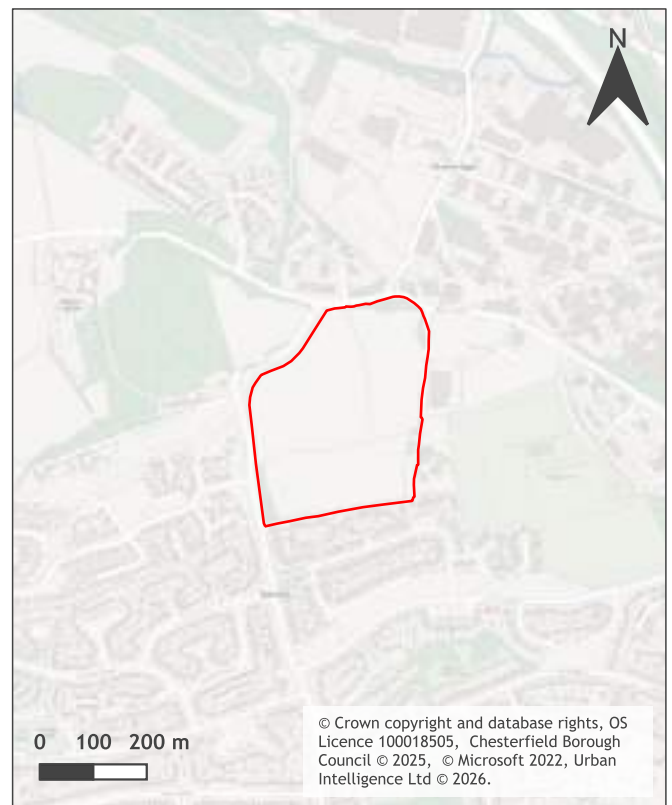 N
0 100 200 m
© Crown copyright and database rights, OS
Licence 100018505, Chesterfield Borough
Council © 2025, © Microsoft 2022, Urban
Intelligence Ltd © 2026.